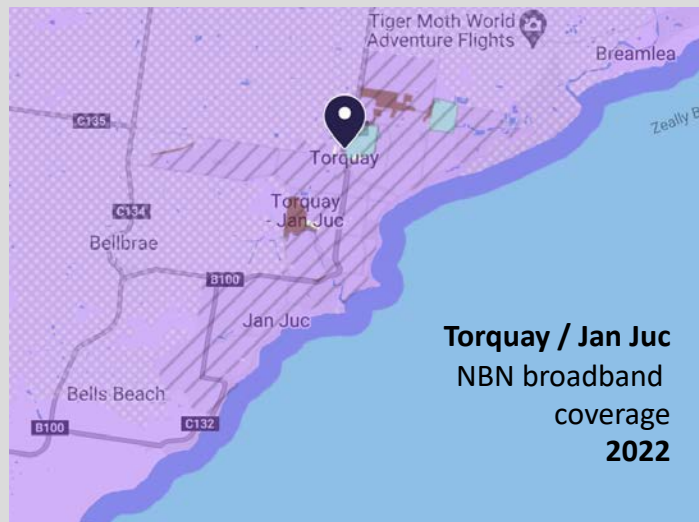 Tiger Moth World
Adventure Flights
Breamlea
C135
Torquay
Torquay
- Jan Juc
C134
Bellbrae
B100
Jan Juc
Bells Beach
B100
C132
Torquay / Jan Juc
NBN broadband
coverage
2022